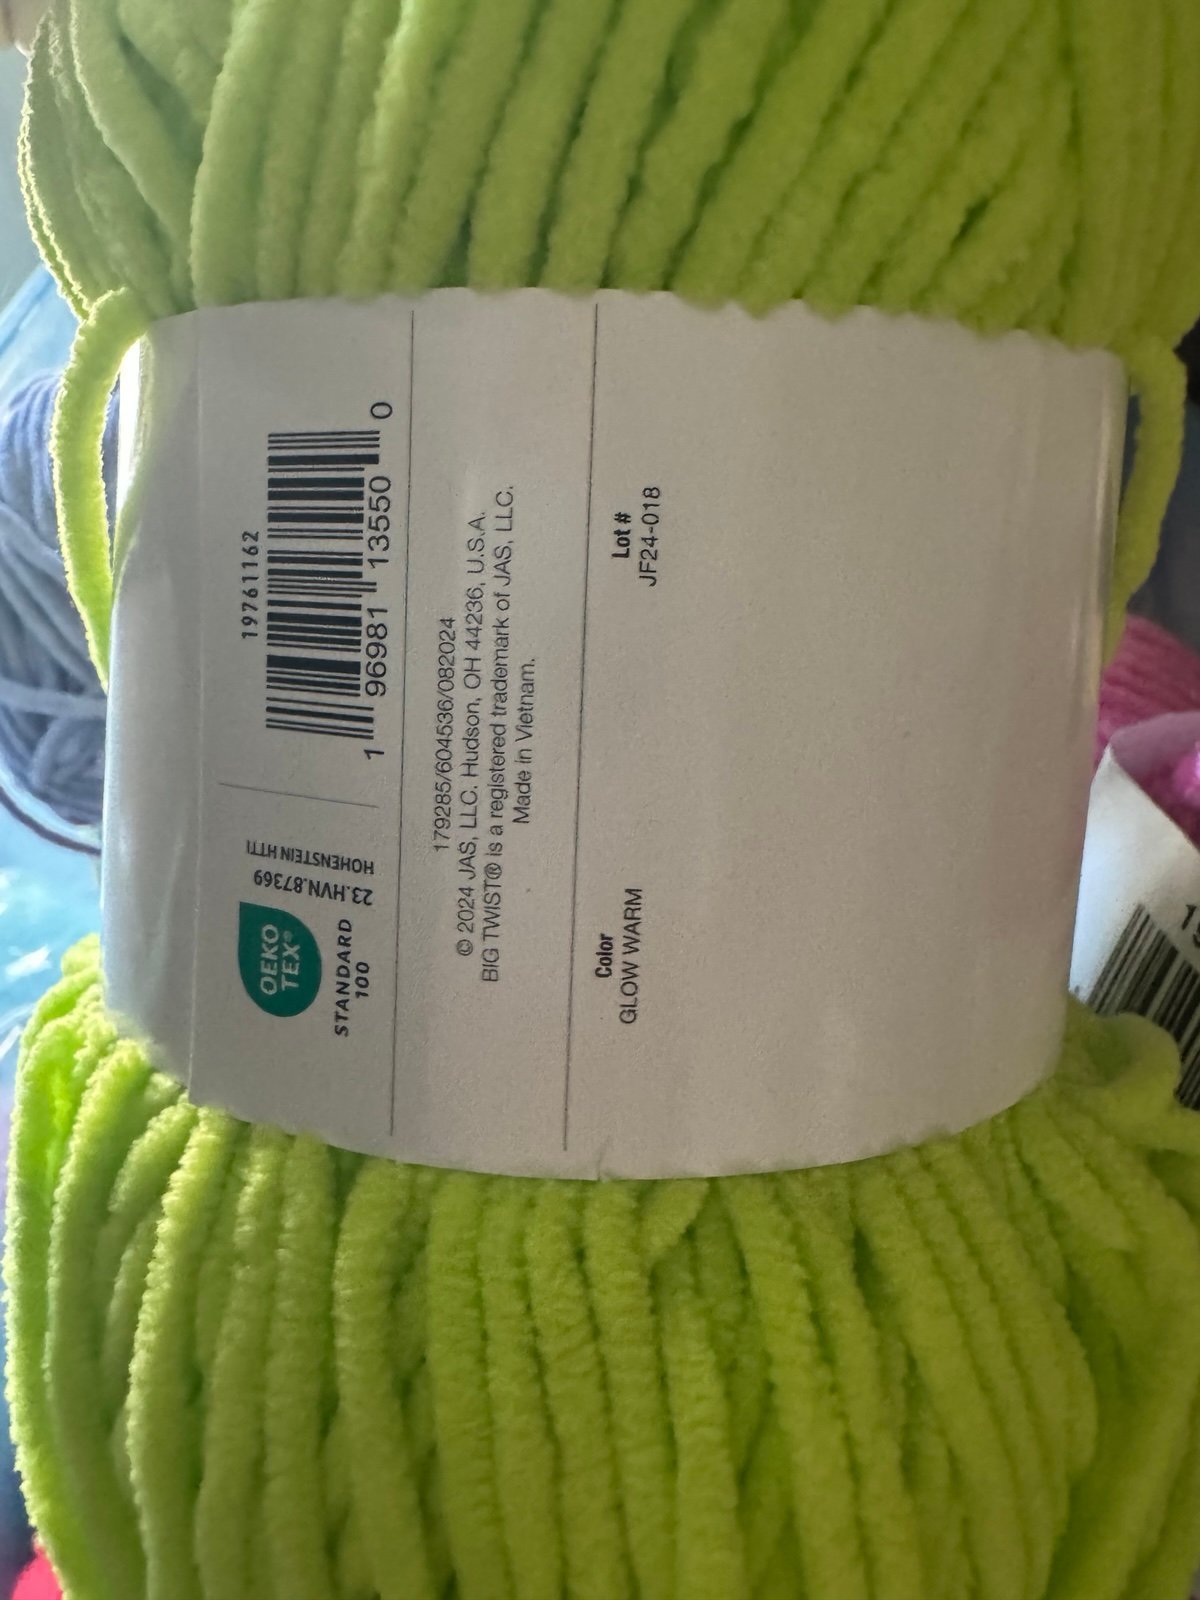 OEKO
TEX®
STANDARD
100
23.HVN.87369
HOHENSTEIN HTTI
19761162
1 96981 13550 0
179285/604536/082024
© 2024 JAS, LLC. Hudson, OH 44236, U.S.A.
BIG TWIST® is a registered trademark of JAS, LLC.
Made in Vietnam.
Color
GLOW WARM
Lot #
JF24-018